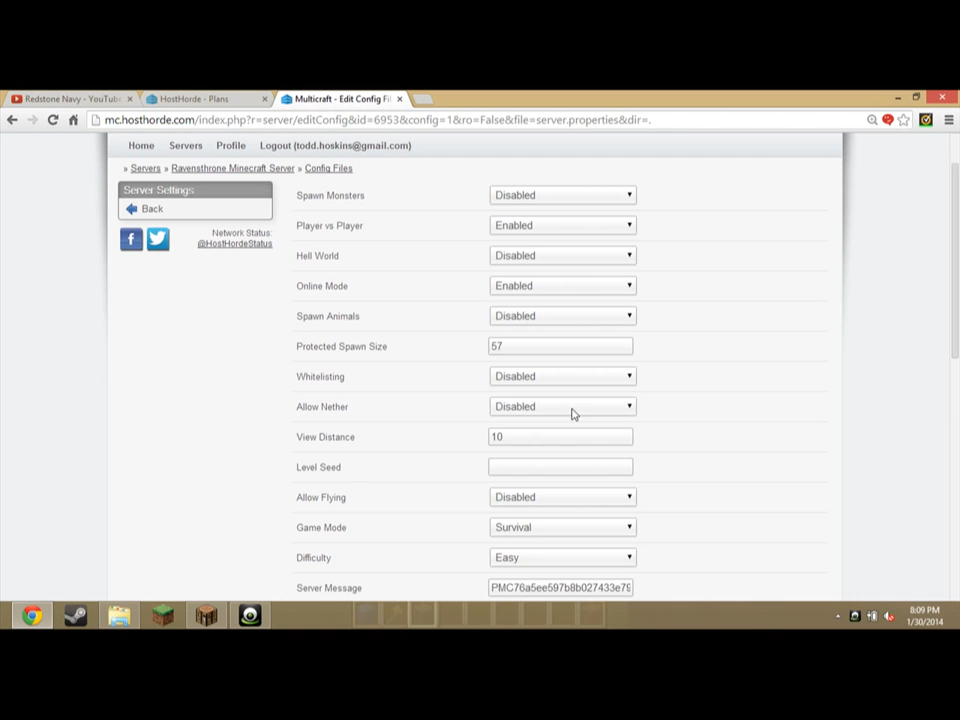 Redstone Navy - YouTube
HostHorde - Plans
Multicraft - Edit Config Fi
mc.hosthorde.com/index.php?r=server/editConfig&id=6953&config=1&ro=False&file=server.properties&dir=.
Home Servers Profile Logout (todd.hoskins@gmail.com)
» Servers » Ravensthrone Minecraft Server » Config Files
Server Settings
Back
Network Status:
@HostHordeStatus
Spawn Monsters Disabled
Player vs Player Enabled
Hell World Disabled
Online Mode Enabled
Spawn Animals Disabled
Protected Spawn Size 57
Whitelisting Disabled
Allow Nether Disabled
View Distance 10
Level Seed
Allow Flying Disabled
Game Mode Survival
Difficulty Easy
Server Message PMC76a5ee597b8b027433e79
8:09 PM
1/30/2014